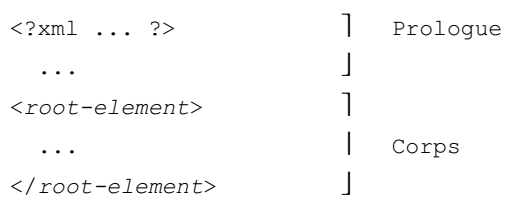 <?xml ... ?> ⎤ Prologue
... ⎦
<root-element> ⎤
... | Corps
</root-element> ⎦